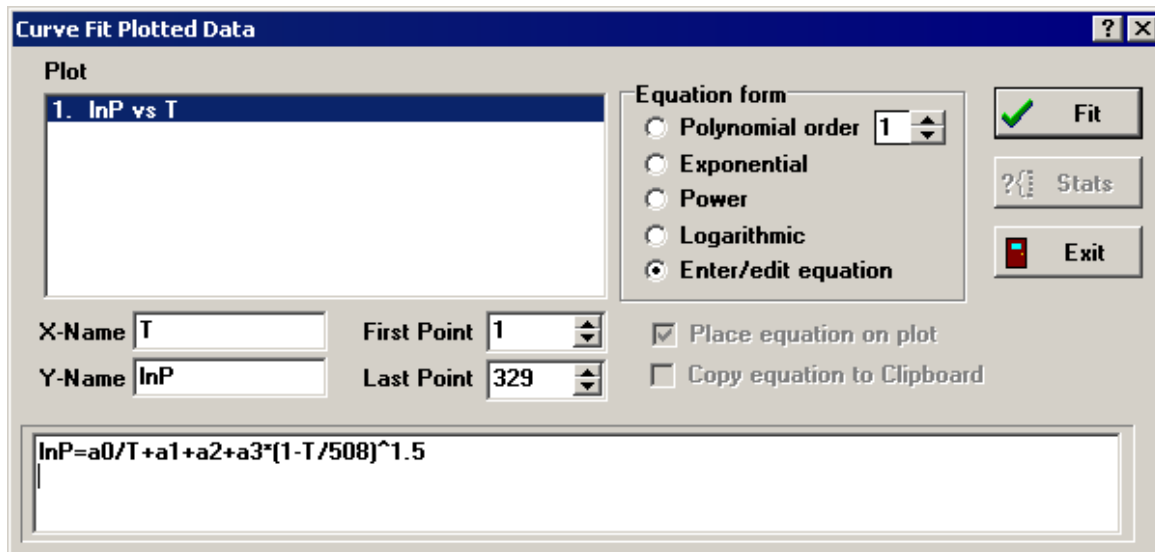 Curve Fit Plotted Data
Plot
1. lnP vs T
Equation form
Polynomial order 1
Exponential
Power
Logarithmic
Enter/edit equation
Fit
?{ Stats
Exit
X-Name T
First Point 1
Place equation on plot
Y-Name lnP
Last Point 329
Copy equation to Clipboard
lnP=a0/T+a1+a2+a3*(1-T/508)^1.5